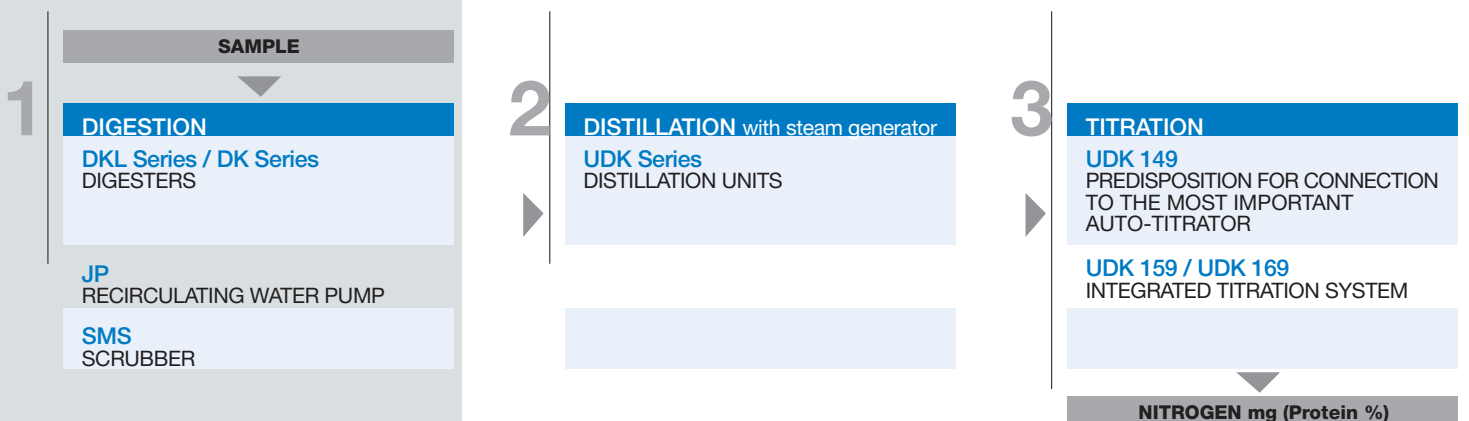 1
SAMPLE
DIGESTION
DKL Series / DK Series
DIGESTERS
JP
RECIRCULATING WATER PUMP
SMS
SCRUBBER
2
DISTILLATION with steam generator
UDK Series
DISTILLATION UNITS
3
TITRATION
UDK 149
PREDISPOSITION FOR CONNECTION
TO THE MOST IMPORTANT
AUTO-TITRATOR
UDK 159 / UDK 169
INTEGRATED TITRATION SYSTEM
NITROGEN mg (Protein %)